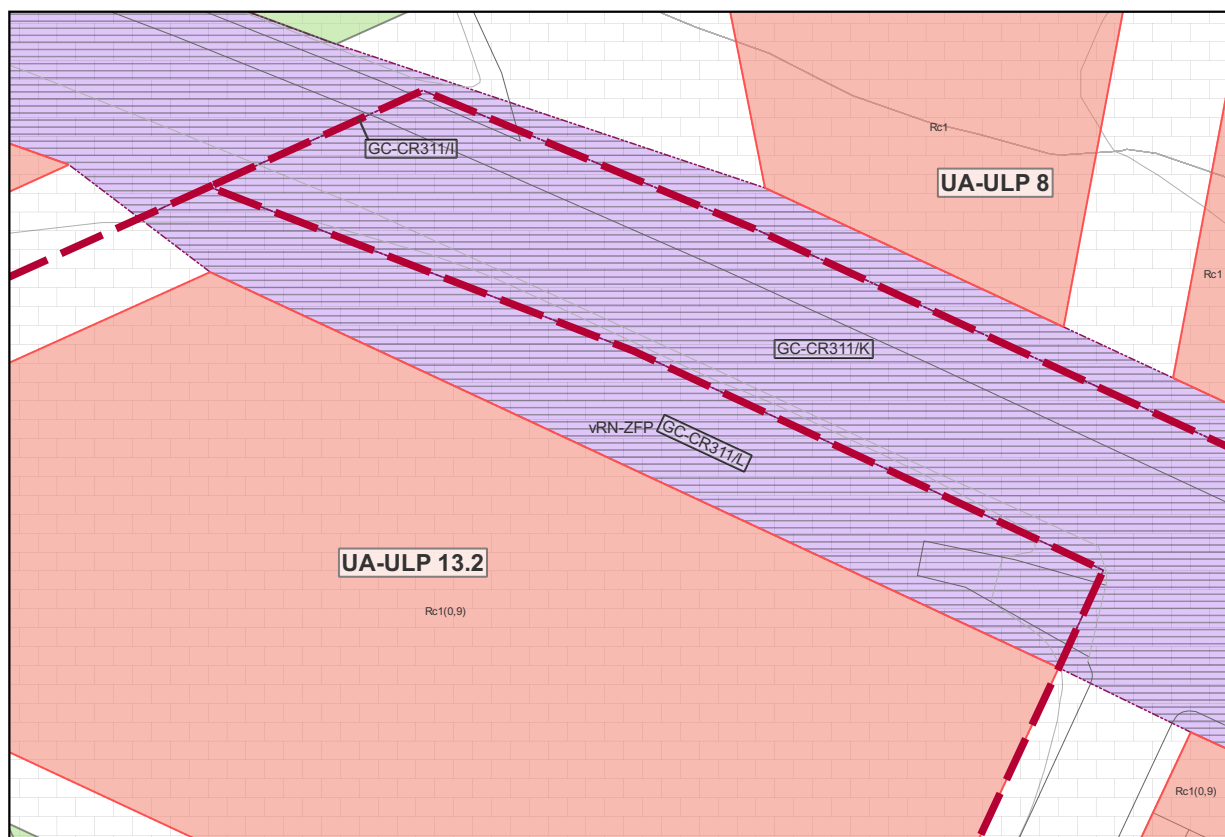 Rc1
GC-CR311/I
UA-ULP 8
Rc1
GC-CR311/K
vRN-ZFP
GC-CR311/L
UA-ULP 13.2
Rc1(0,9)
Rc1(0,9)